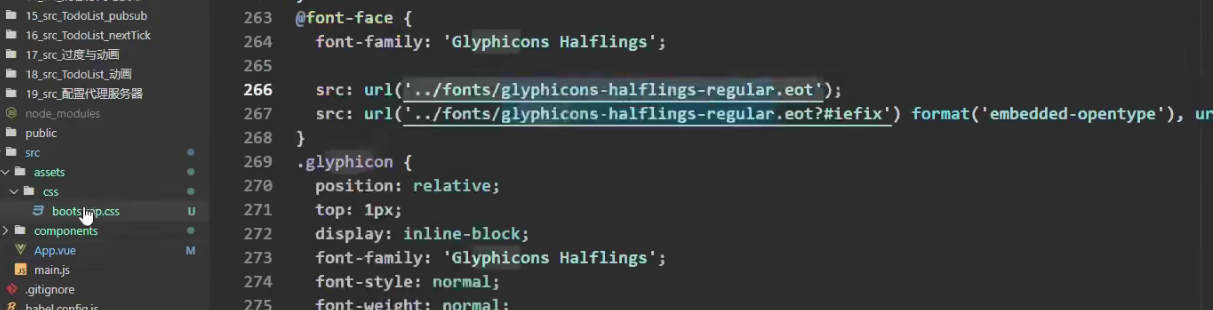 15_src_TodoList_pubsub
16_src_TodoList_nextTick
17_src_过度与动画
18_src_TodoList_动画
19_src_配置代理服务器
node_modules
public
src
assets
css
bootstrap.css U
components
App.vue M
JS main.js
.gitignore
babel.config.js
263 @font-face {
264 font-family: 'Glyphicons Halflings';
265
266 src: url('../fonts/glyphicons-halflings-regular.eot');
267 src: url('../fonts/glyphicons-halflings-regular.eot?#iefix') format('embedded-opentype'), ur
268 }
269 .glyphicon {
270 position: relative;
271 top: 1px;
272 display: inline-block;
273 font-family: 'Glyphicons Halflings';
274 font-style: normal;
275 font-weight: normal;